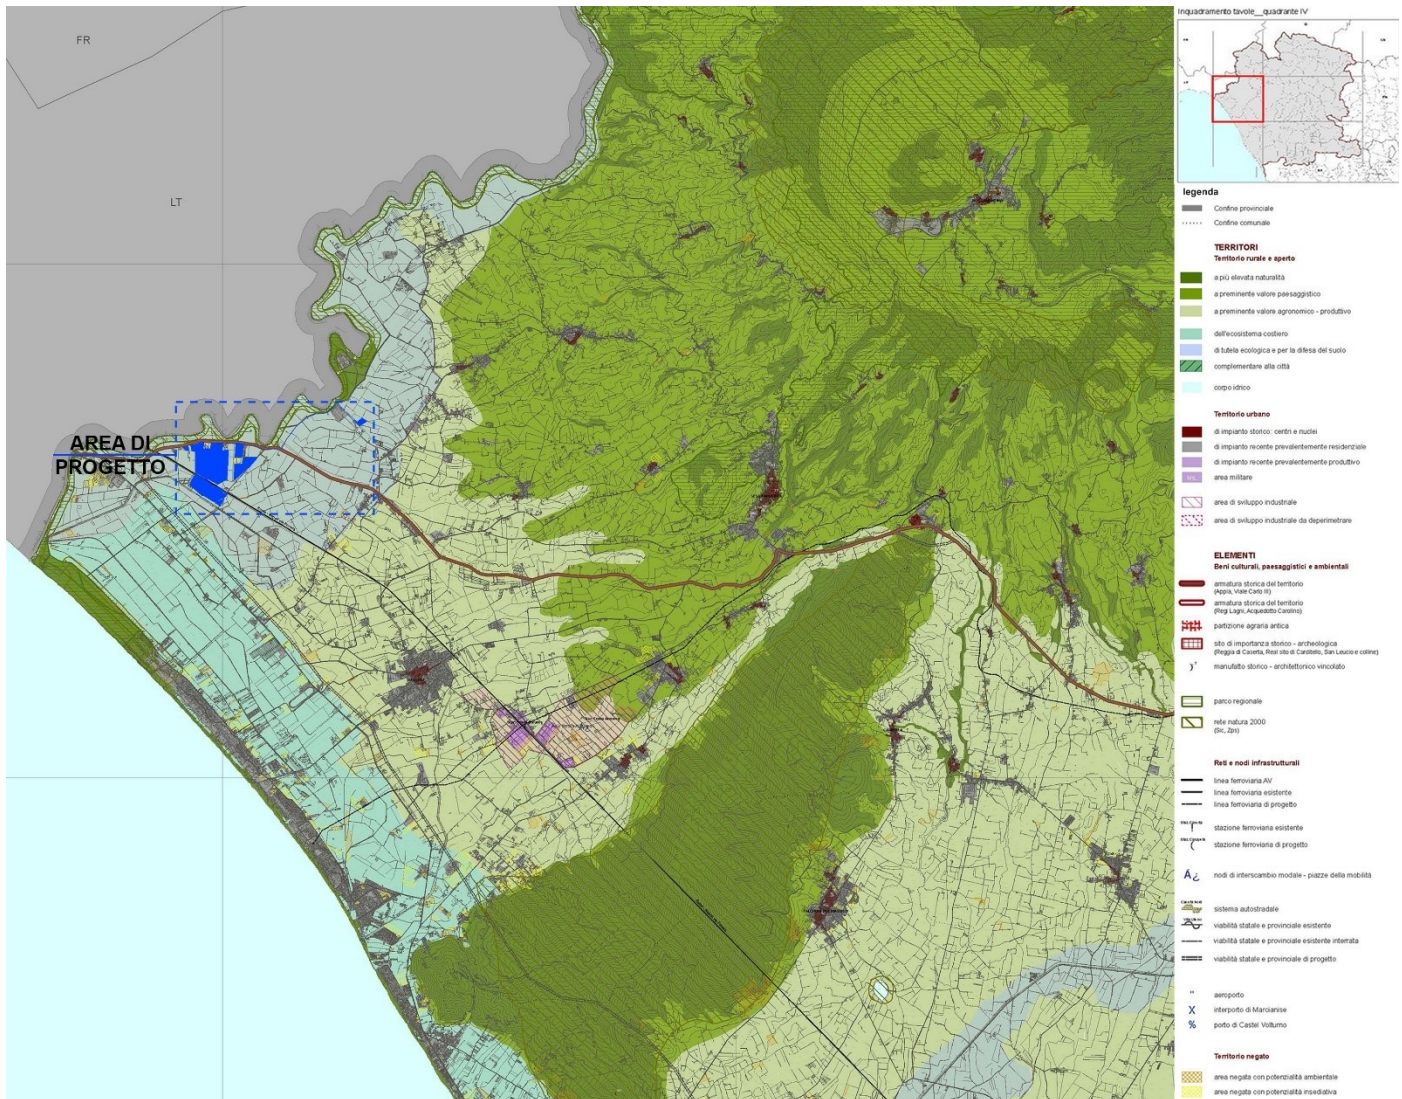 Inquadramento tavole__quadrante IV
FR
LT
AREA DI
PROGETTO
legenda
Confine provinciale
Confine comunale
TERRITORI
Territorio rurale e aperto
a più elevata naturalità
a preminente valore paesaggistico
a preminente valore agronomico - produttivo
dell'ecosistema costiero
di tutela ecologica e per la difesa del suolo
complementare alla città
corpo idrico
Territorio urbano
di impianto storico: centri e nuclei
di impianto recente prevalentemente residenziale
di impianto recente prevalentemente produttivo
area militare
area di sviluppo industriale
area di sviluppo industriale da deperimetrare
ELEMENTI
Beni culturali, paesaggistici e ambientali
armatura storica del territorio
(Appia, Viale Carlo III)
armatura storica del territorio
(Regi Lagni, Acquedotto Carolino)
partizione agraria antica
sito di importanza storico - archeologica
(Reggia di Caserta, Real sito di Carditello, San Leucio e colline)
manufatto storico - architettonico vincolato
parco regionale
rete natura 2000
(Sic, Zps)
Reti e nodi infrastrutturali
linea ferroviaria AV
linea ferroviaria esistente
linea ferroviaria di progetto
stazione ferroviaria esistente
stazione ferroviaria di progetto
nodi di interscambio modale - piazze della mobilità
sistema autostradale
viabilità statale e provinciale esistente
viabilità statale e provinciale esistente interrata
viabilità statale e provinciale di progetto
aeroporto
X interporto di Marcianise
% porto di Castel Volturno
Territorio negato
area negata con potenzialità ambientale
area negata con potenzialità insediativa